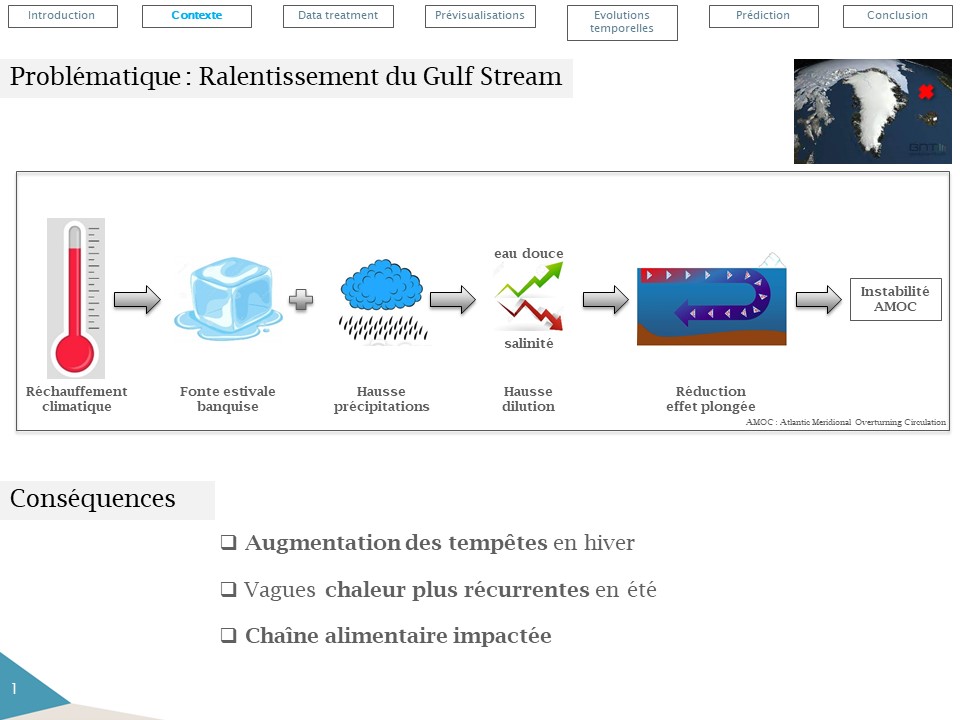 Introduction
Contexte
Data treatment
Prévisualisations
Evolutions
temporelles
Prédiction
Conclusion
Problématique : Ralentissement du Gulf Stream
eau douce
salinité
Instabilité
AMOC
Réchauffement
climatique
Fonte estivale
banquise
Hausse
précipitations
Hausse
dilution
Réduction
effet plongée
AMOC : Atlantic Meridional Overturning Circulation
Conséquences
Augmentation des tempêtes en hiver
Vagues chaleur plus récurrentes en été
Chaîne alimentaire impactée
1